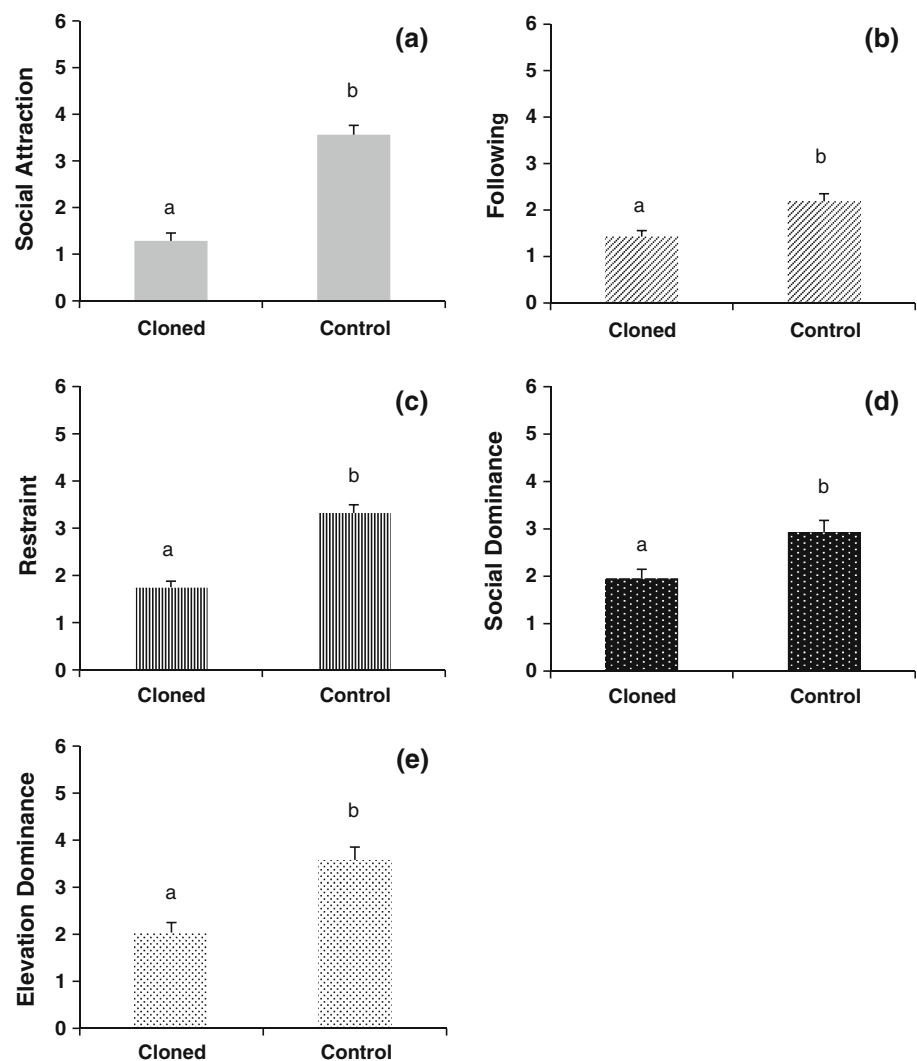 (a)
Social Attraction
6
5
4
3
2
1
0
a
b
Cloned Control
(b)
Following
6
5
4
3
2
1
0
a
b
Cloned Control
(c)
Restraint
6
5
4
3
2
1
0
a
b
Cloned Control
(d)
Social Dominance
6
5
4
3
2
1
0
a
b
Cloned Control
(e)
Elevation Dominance
6
5
4
3
2
1
0
a
b
Cloned Control